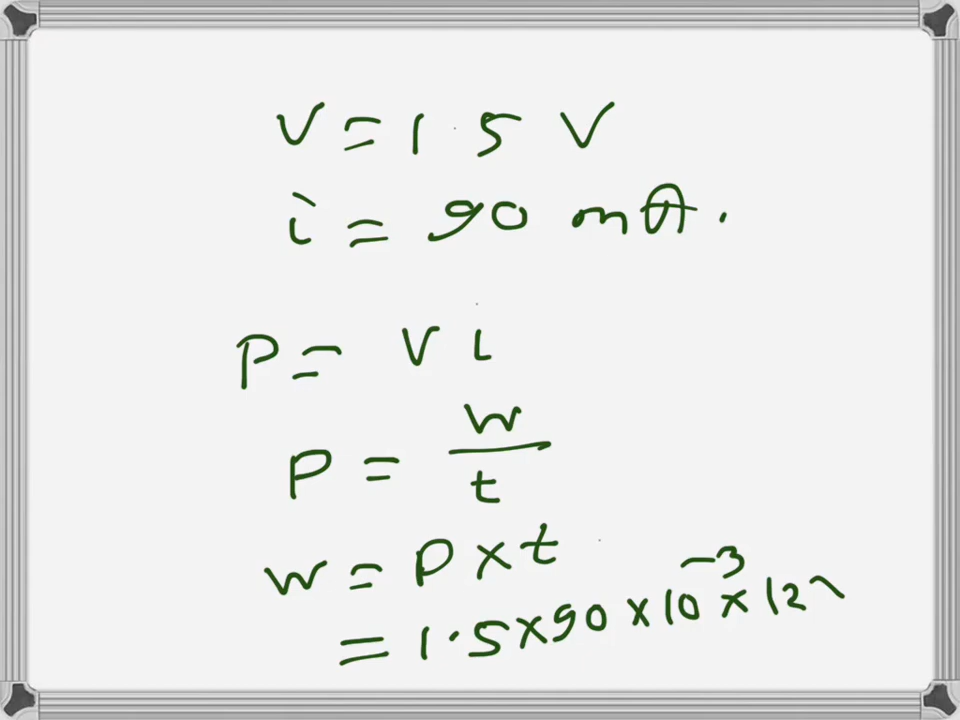 V = 1.5 V
i = 90 mA.
P = V i
P = w/t
w = P × t
= 1.5 × 90 × 10^-3 × 12